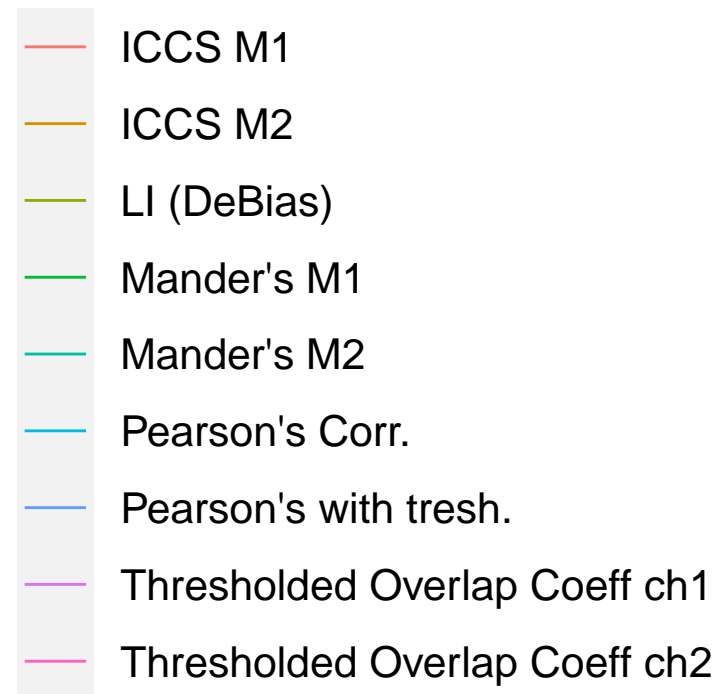 ICCS M1
ICCS M2
LI (DeBias)
Mander's M1
Mander's M2
Pearson's Corr.
Pearson's with tresh.
Thresholded Overlap Coeff ch1
Thresholded Overlap Coeff ch2